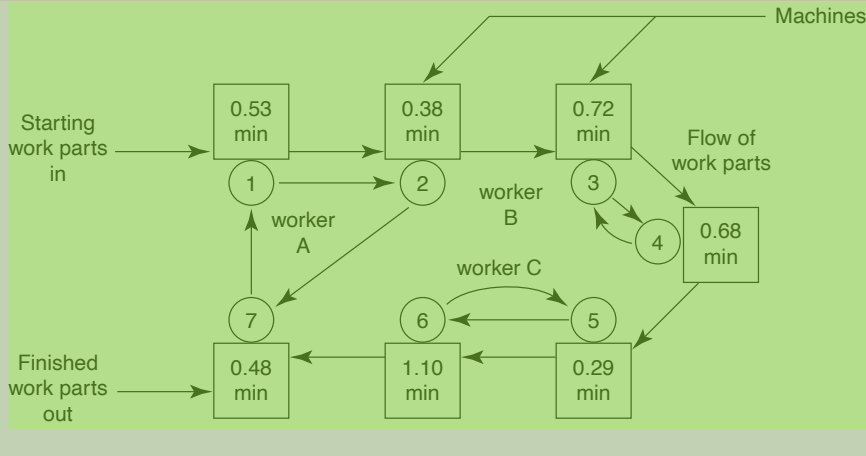 Machines
0.53
min
0.38
min
0.72
min
Starting
work parts
in
Flow of
work parts
1
2
3
worker
A
worker
B
4
0.68
min
worker C
7
6
5
Finished
work parts
out
0.48
min
1.10
min
0.29
min